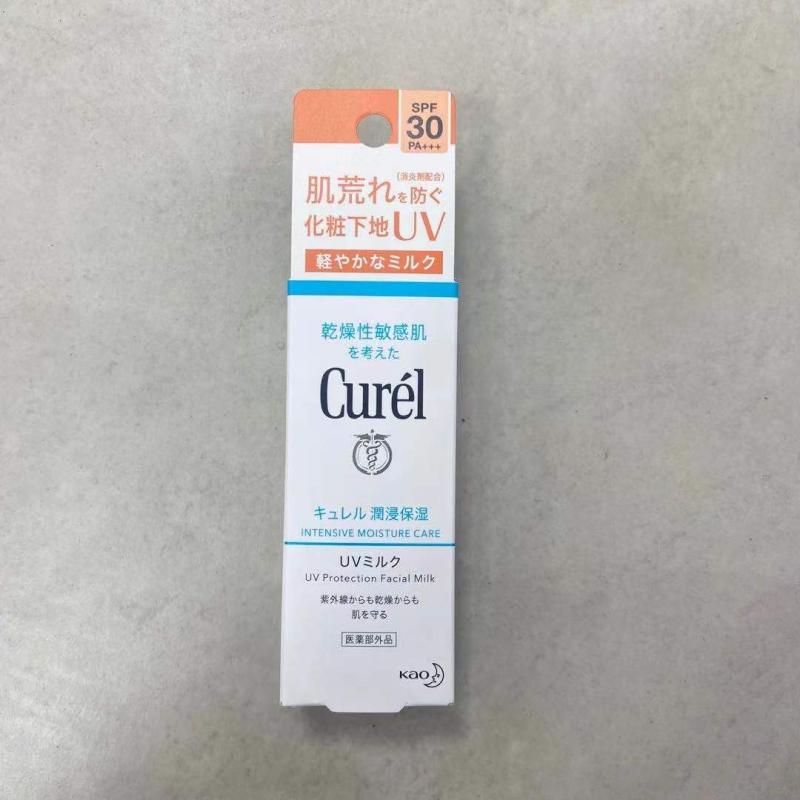 SPF
30
PA+++
(消炎剤配合)
肌荒れを防ぐ
化粧下地UV
軽やかなミルク
乾燥性敏感肌
を考えた
Curél
キュレル 潤浸保湿
INTENSIVE MOISTURE CARE
UVミルク
UV Protection Facial Milk
紫外線からも乾燥からも
肌を守る
医薬部外品
Kao